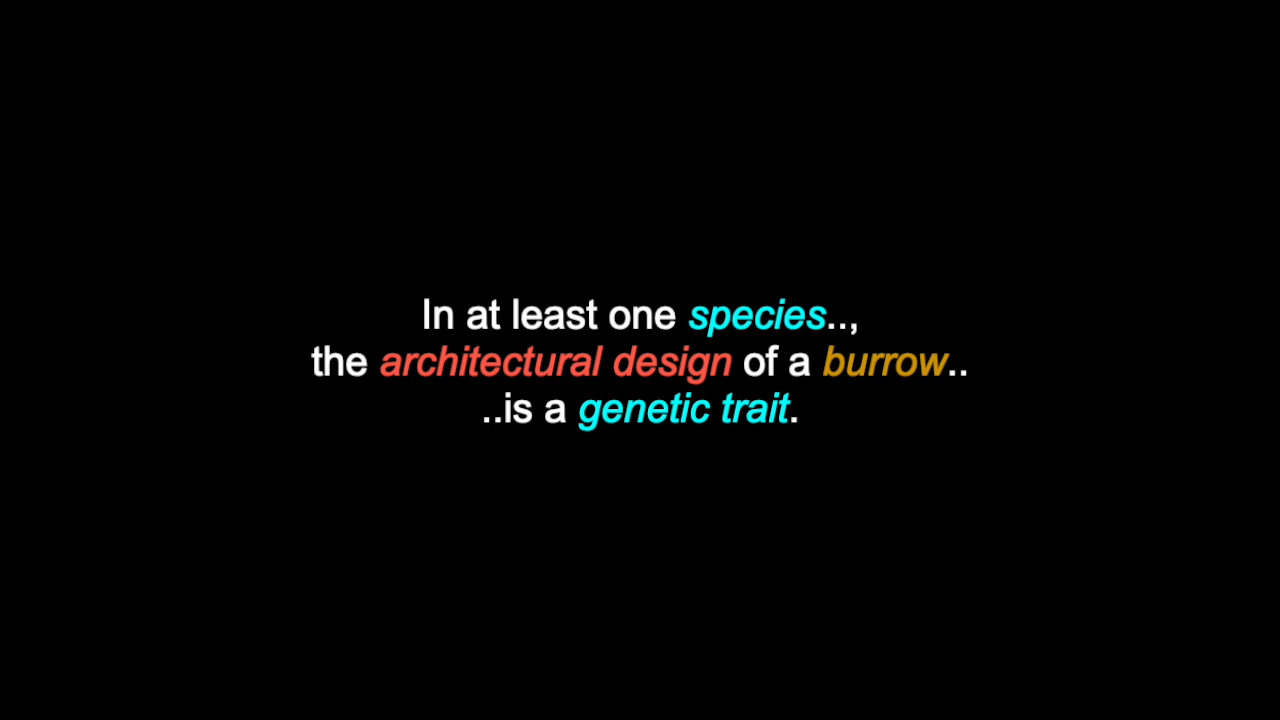 In at least one species..,
the architectural design of a burrow..
..is a genetic trait.